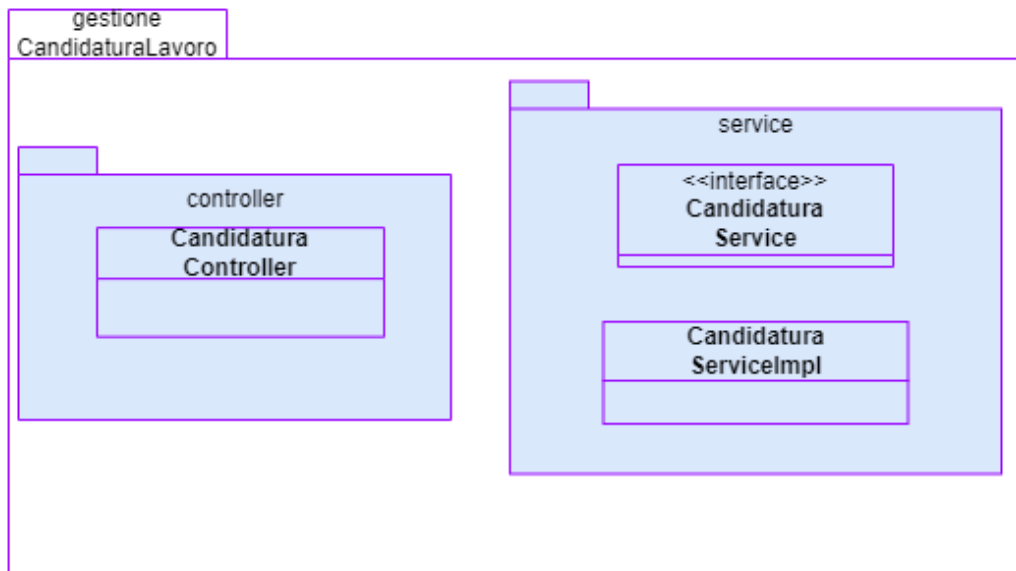 gestione
CandidaturaLavoro
controller
Candidatura
Controller
service
<<interface>>
Candidatura
Service
Candidatura
ServiceImpl